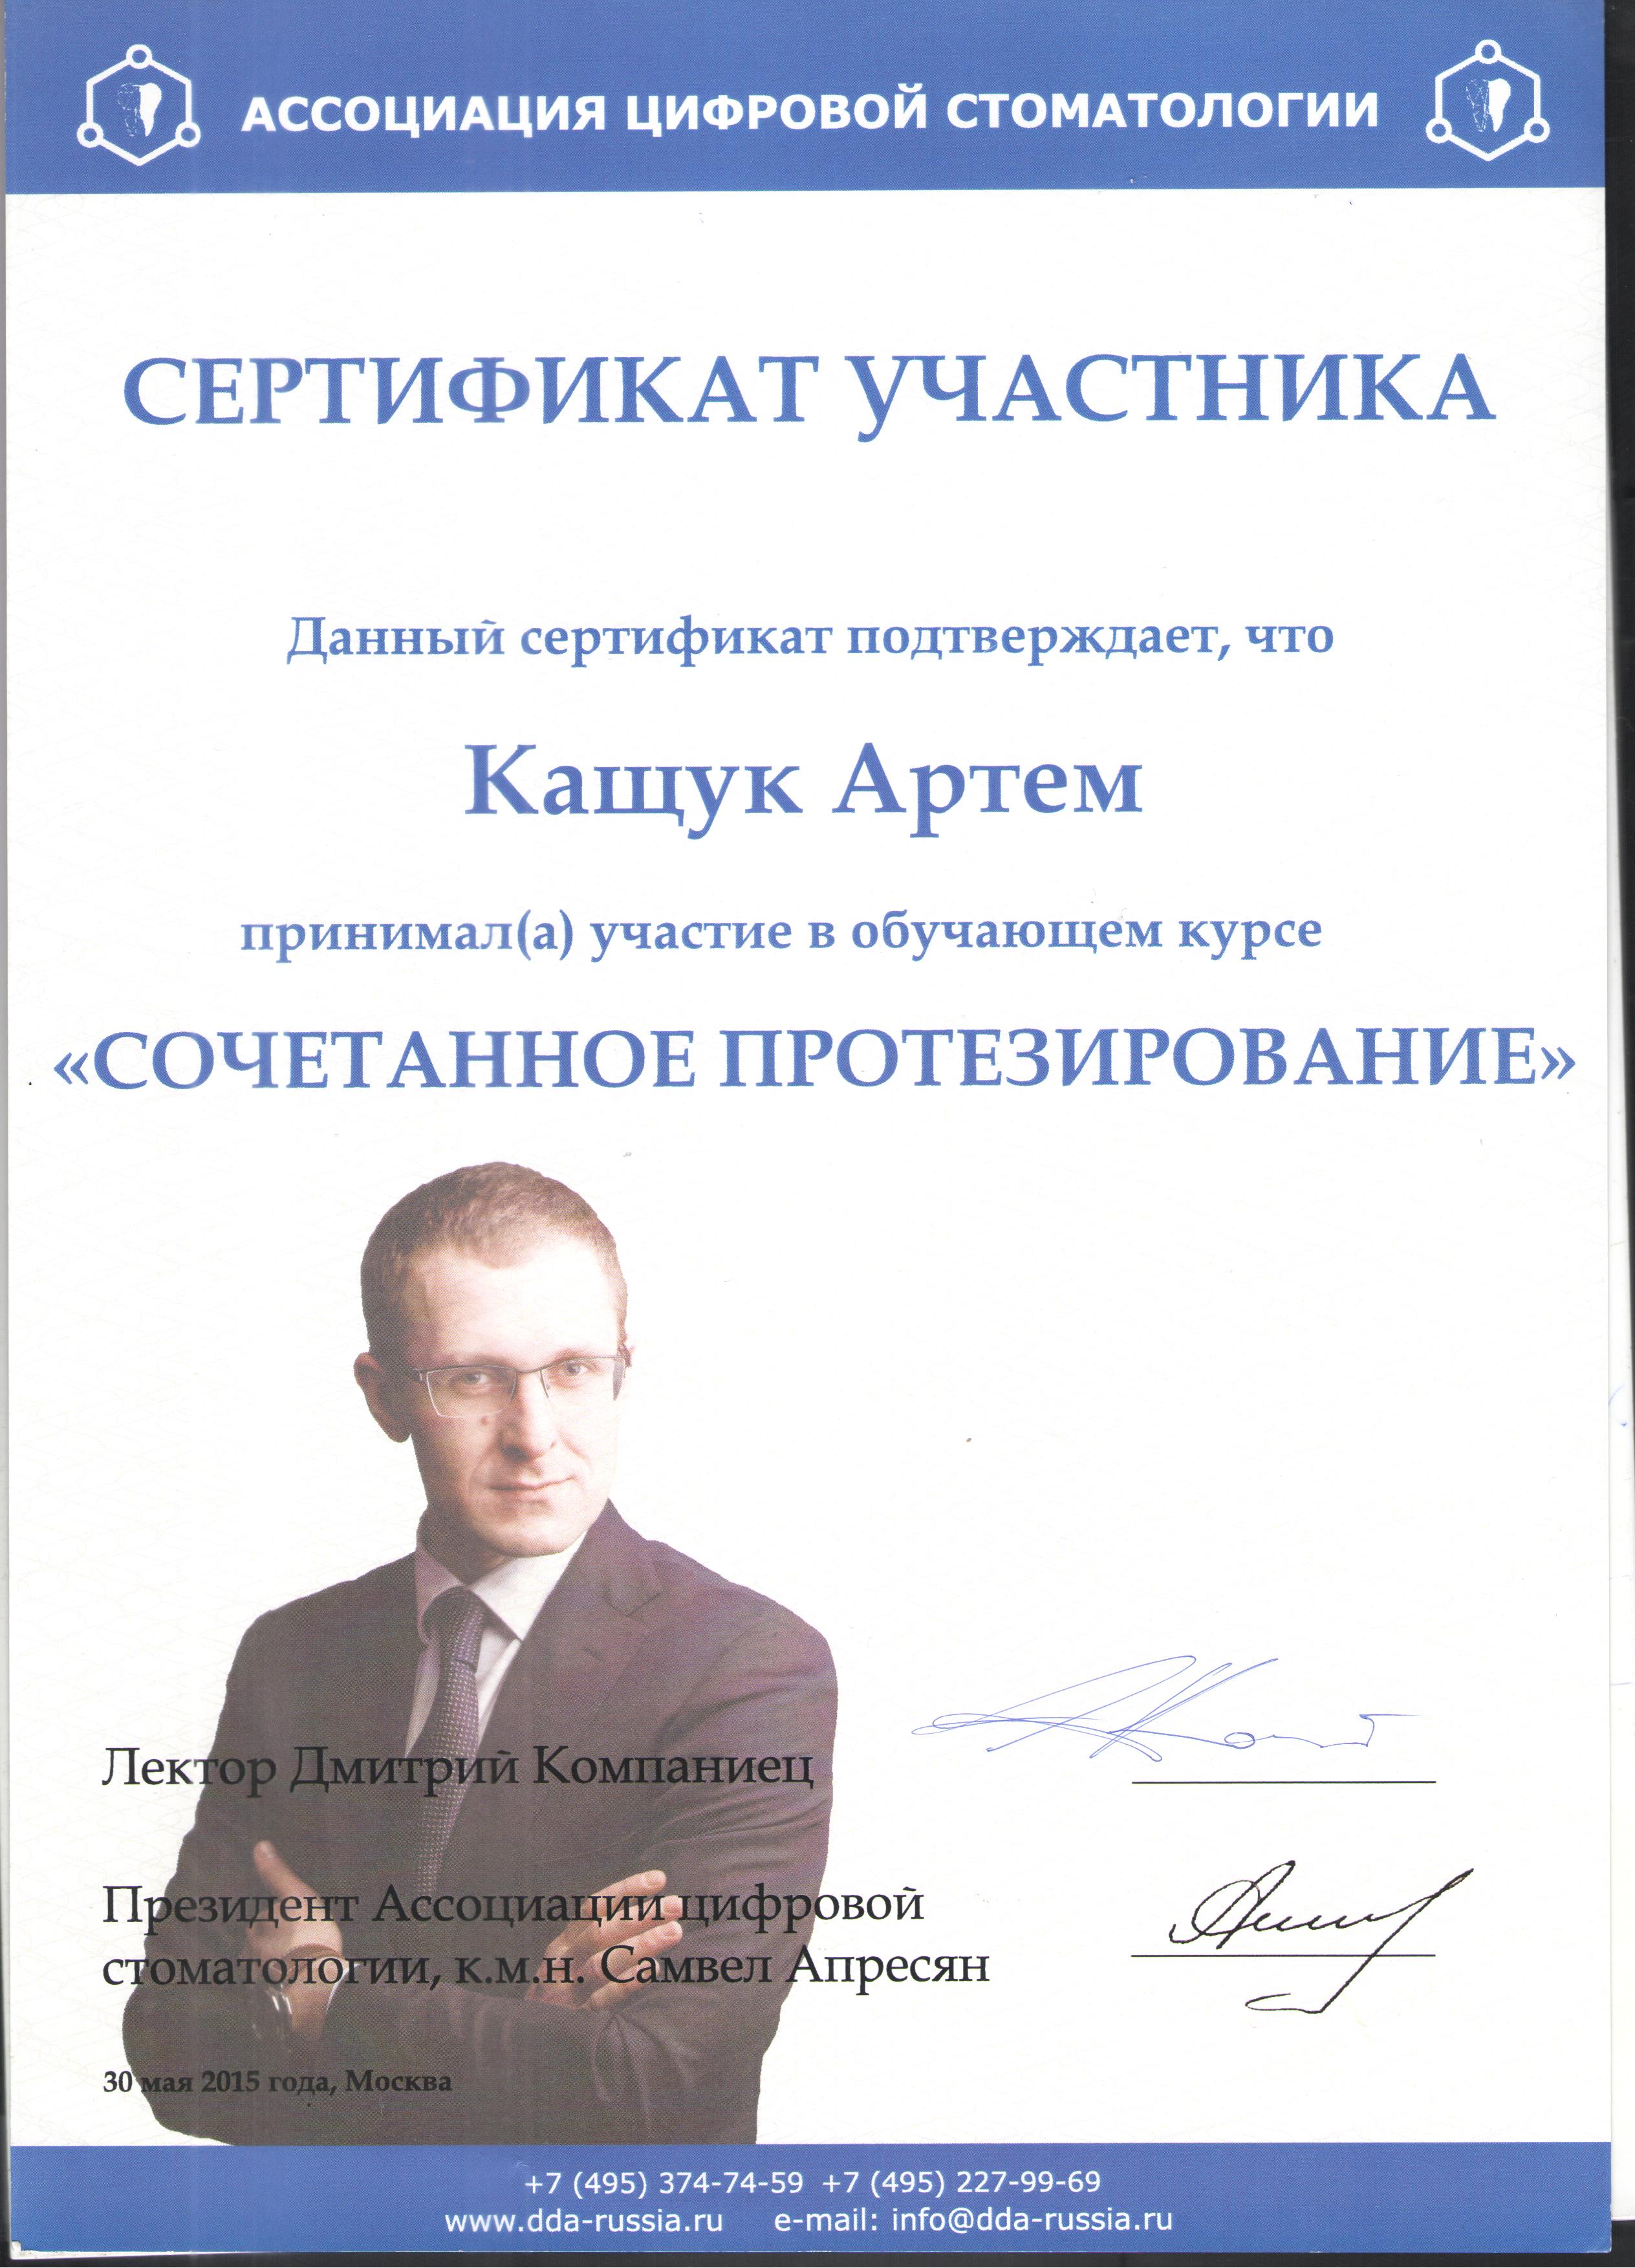 АССОЦИАЦИЯ ЦИФРОВОЙ СТОМАТОЛОГИИ
СЕРТИФИКАТ УЧАСТНИКА
Данный сертификат подтверждает, что
Кащук Артем
принимал(а) участие в обучающем курсе
«СОЧЕТАННОЕ ПРОТЕЗИРОВАНИЕ»
Лектор Дмитрий Компаниец
Президент Ассоциации цифровой
стоматологии, к.м.н. Самвел Апресян
30 мая 2015 года, Москва
+7 (495) 374-74-59 +7 (495) 227-99-69
www.dda-russia.ru e-mail: info@dda-russia.ru